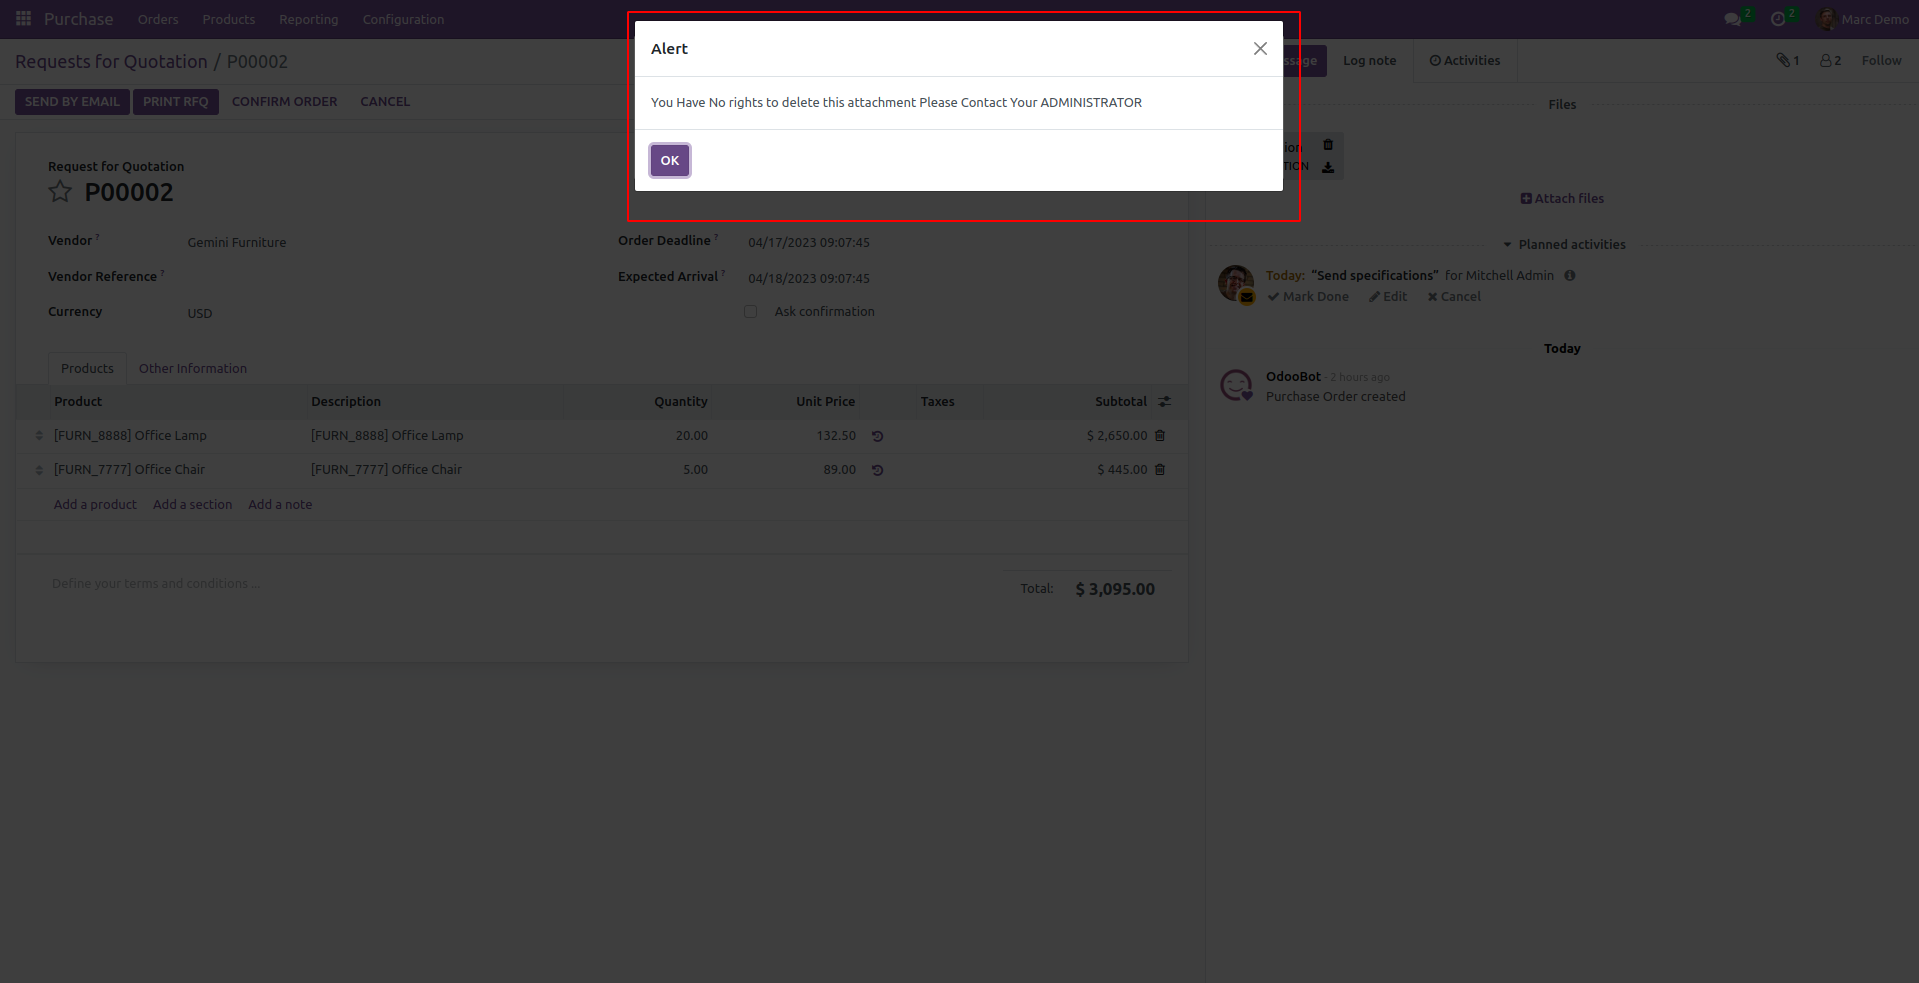 Purchase Orders Products Reporting Configuration 2 2 Marc Demo
Alert
You Have No rights to delete this attachment Please Contact Your ADMINISTRATOR
OK
Requests for Quotation / P00002
SEND BY EMAIL PRINT RFQ CONFIRM ORDER CANCEL
Request for Quotation
P00002
Vendor ? Gemini Furniture
Order Deadline ? 04/17/2023 09:07:45
Vendor Reference ?
Expected Arrival ? 04/18/2023 09:07:45
Currency USD
Ask confirmation
Products Other Information
Product Description Quantity Unit Price Taxes Subtotal
[FURN_8888] Office Lamp [FURN_8888] Office Lamp 20.00 132.50 $ 2,650.00
[FURN_7777] Office Chair [FURN_7777] Office Chair 5.00 89.00 $ 445.00
Add a product Add a section Add a note
Define your terms and conditions ...
Total: $ 3,095.00
Log note Activities 1 2 Follow
Files
Attach files
Planned activities
Today: “Send specifications” for Mitchell Admin
Mark Done Edit Cancel
Today
OdooBot - 2 hours ago
Purchase Order created